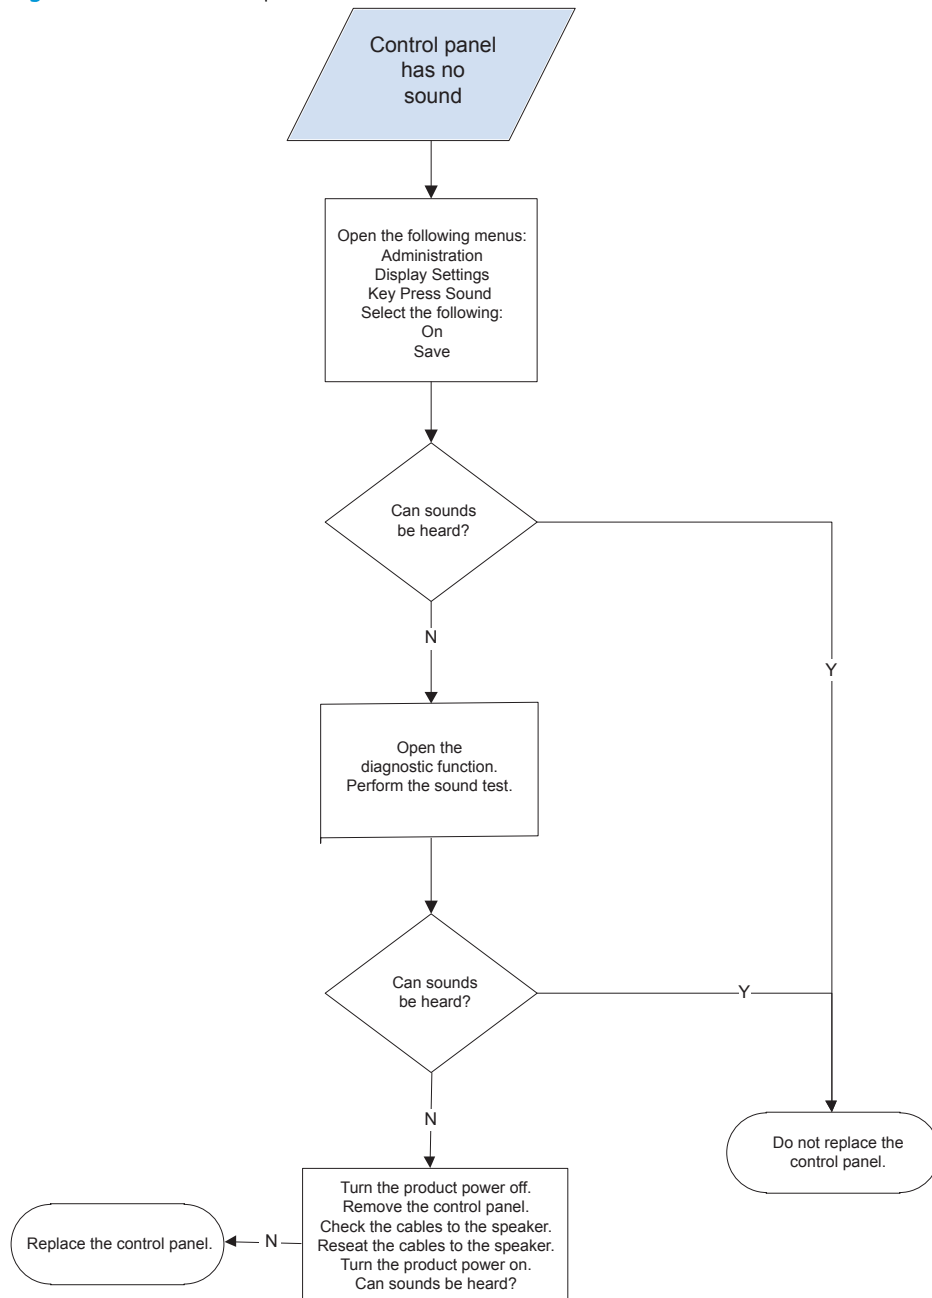 Control panel
has no
sound
Open the following menus:
Administration
Display Settings
Key Press Sound
Select the following:
On
Save
Can sounds
be heard?
N
Y
Open the
diagnostic function.
Perform the sound test.
Can sounds
be heard?
Y
N
Do not replace the
control panel.
Turn the product power off.
Remove the control panel.
Check the cables to the speaker.
Reseat the cables to the speaker.
Turn the product power on.
Can sounds be heard?
N
Replace the control panel.